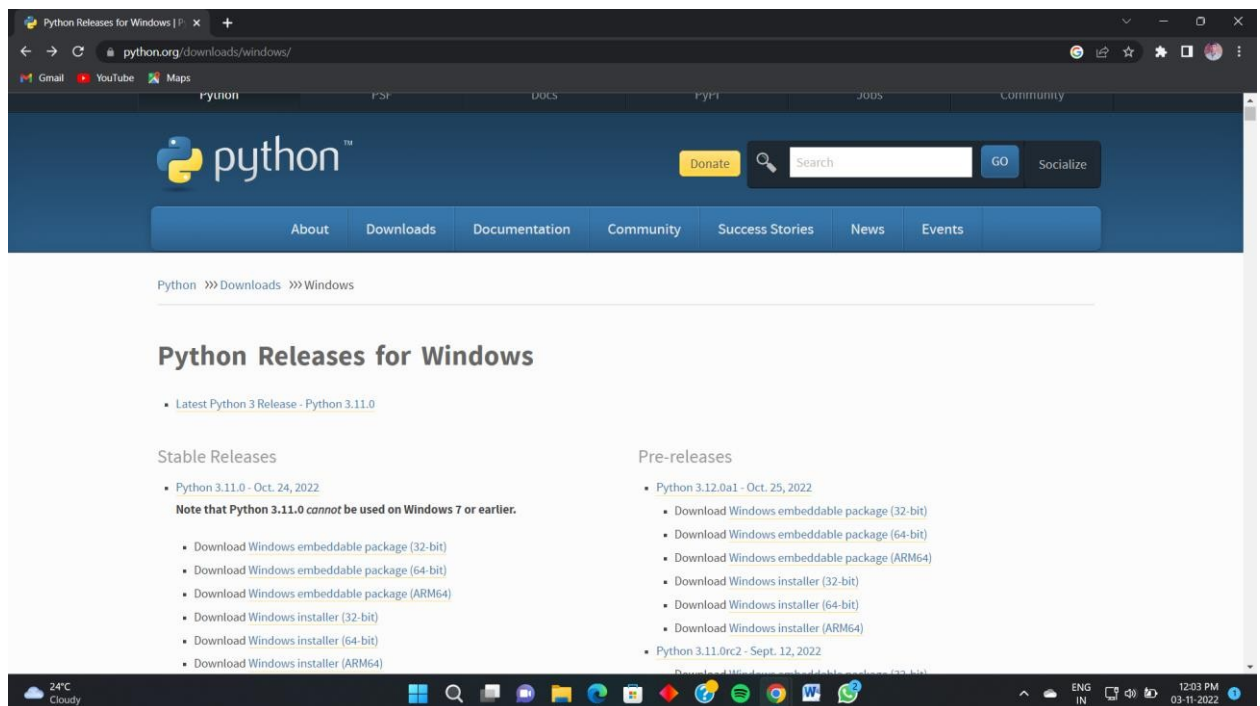 Python Releases for Windows | P
python.org/downloads/windows/
Gmail YouTube Maps
Python PSF Docs PyPI Jobs Community
python™
Donate Search GO Socialize
About Downloads Documentation Community Success Stories News Events
Python >>> Downloads >>> Windows
Python Releases for Windows
Latest Python 3 Release - Python 3.11.0
Stable Releases
Python 3.11.0 - Oct. 24, 2022
Note that Python 3.11.0 cannot be used on Windows 7 or earlier.
Download Windows embeddable package (32-bit)
Download Windows embeddable package (64-bit)
Download Windows embeddable package (ARM64)
Download Windows installer (32-bit)
Download Windows installer (64-bit)
Download Windows installer (ARM64)
Pre-releases
Python 3.12.0a1 - Oct. 25, 2022
Download Windows embeddable package (32-bit)
Download Windows embeddable package (64-bit)
Download Windows embeddable package (ARM64)
Download Windows installer (32-bit)
Download Windows installer (64-bit)
Download Windows installer (ARM64)
Python 3.11.0rc2 - Sept. 12, 2022
Download Windows embeddable package (32-bit)
24°C
Cloudy
ENG
IN
12:03 PM
03-11-2022